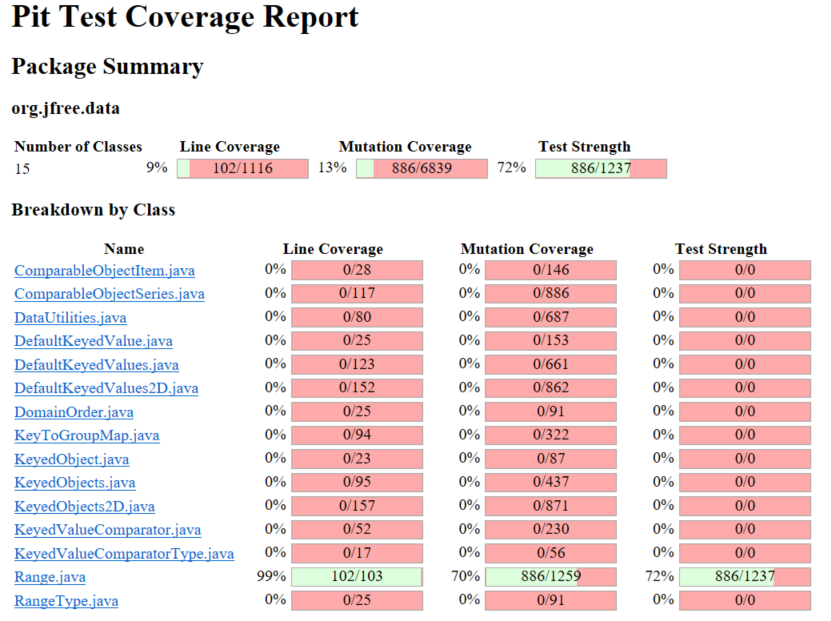 Pit Test Coverage Report
Package Summary
org.jfree.data
Number of Classes Line Coverage Mutation Coverage Test Strength
15 9% 102/1116 13% 886/6839 72% 886/1237
Breakdown by Class
Name Line Coverage Mutation Coverage Test Strength
ComparableObjectItem.java 0% 0/28 0% 0/146 0% 0/0
ComparableObjectSeries.java 0% 0/117 0% 0/886 0% 0/0
DataUtilities.java 0% 0/80 0% 0/687 0% 0/0
DefaultKeyedValue.java 0% 0/25 0% 0/153 0% 0/0
DefaultKeyedValues.java 0% 0/123 0% 0/661 0% 0/0
DefaultKeyedValues2D.java 0% 0/152 0% 0/862 0% 0/0
DomainOrder.java 0% 0/25 0% 0/91 0% 0/0
KeyToGroupMap.java 0% 0/94 0% 0/322 0% 0/0
KeyedObject.java 0% 0/23 0% 0/87 0% 0/0
KeyedObjects.java 0% 0/95 0% 0/437 0% 0/0
KeyedObjects2D.java 0% 0/157 0% 0/871 0% 0/0
KeyedValueComparator.java 0% 0/52 0% 0/230 0% 0/0
KeyedValueComparatorType.java 0% 0/17 0% 0/56 0% 0/0
Range.java 99% 102/103 70% 886/1259 72% 886/1237
RangeType.java 0% 0/25 0% 0/91 0% 0/0